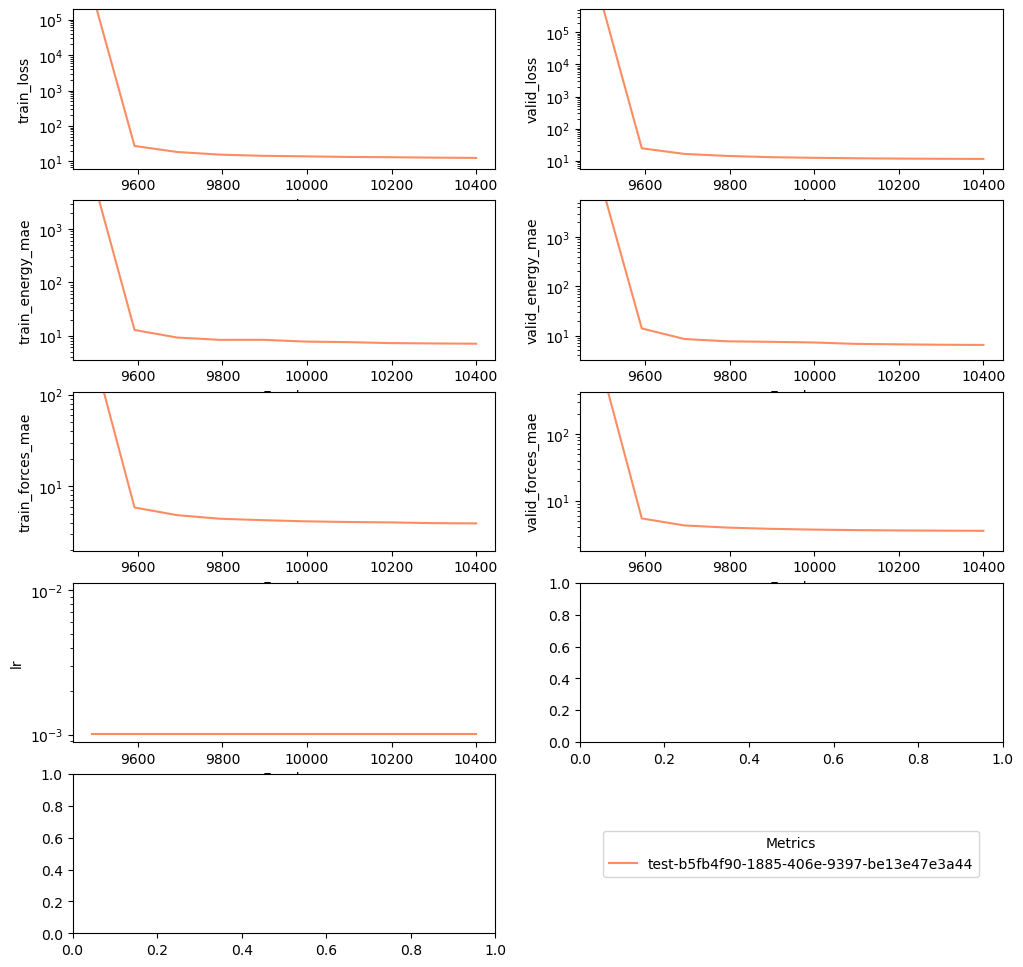 10^5
10^4
10^3
10^2
10^1
train_loss
9600 9800 10000 10200 10400
10^5
10^4
10^3
10^2
10^1
valid_loss
9600 9800 10000 10200 10400
10^3
10^2
10^1
train_energy_mae
9600 9800 10000 10200 10400
10^3
10^2
10^1
valid_energy_mae
9600 9800 10000 10200 10400
10^2
10^1
train_forces_mae
9600 9800 10000 10200 10400
10^2
10^1
valid_forces_mae
9600 9800 10000 10200 10400
10^-2
10^-3
lr
9600 9800 10000 10200 10400
1.0
0.8
0.6
0.4
0.2
0.0
0.0 0.2 0.4 0.6 0.8 1.0
1.0
0.8
0.6
0.4
0.2
0.0
0.0 0.2 0.4 0.6 0.8 1.0
Metrics
test-b5fb4f90-1885-406e-9397-be13e47e3a44